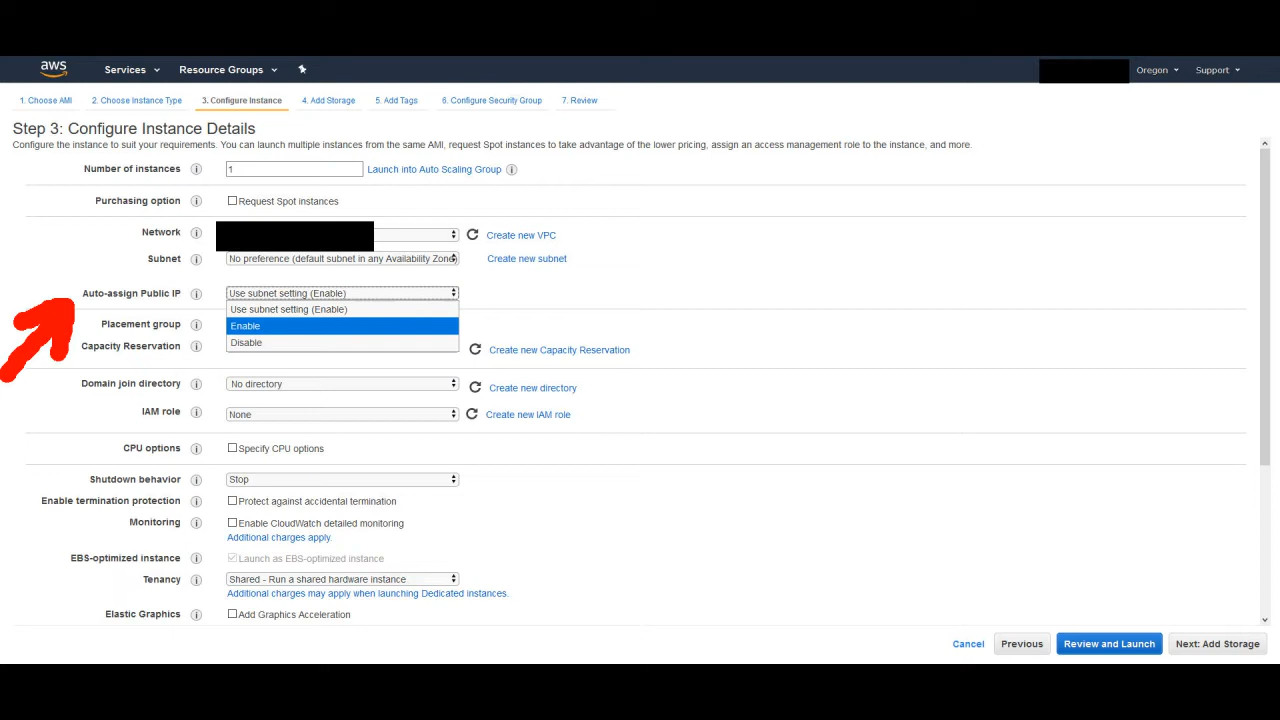 aws Services Resource Groups Oregon Support
1. Choose AMI 2. Choose Instance Type 3. Configure Instance 4. Add Storage 5. Add Tags 6. Configure Security Group 7. Review
Step 3: Configure Instance Details
Configure the instance to suit your requirements. You can launch multiple instances from the same AMI, request Spot instances to take advantage of the lower pricing, assign an access management role to the instance, and more.
Number of instances i 1 Launch into Auto Scaling Group i
Purchasing option i Request Spot instances
Network i Create new VPC
Subnet i No preference (default subnet in any Availability Zone) Create new subnet
Auto-assign Public IP i Use subnet setting (Enable)
Use subnet setting (Enable)
Placement group i Enable
Disable
Capacity Reservation i Create new Capacity Reservation
Domain join directory i No directory Create new directory
IAM role i None Create new IAM role
CPU options i Specify CPU options
Shutdown behavior i Stop
Enable termination protection i Protect against accidental termination
Monitoring i Enable CloudWatch detailed monitoring
Additional charges apply.
EBS-optimized instance i Launch as EBS-optimized instance
Tenancy i Shared - Run a shared hardware instance
Additional charges may apply when launching Dedicated instances.
Elastic Graphics i Add Graphics Acceleration
Cancel Previous Review and Launch Next: Add Storage